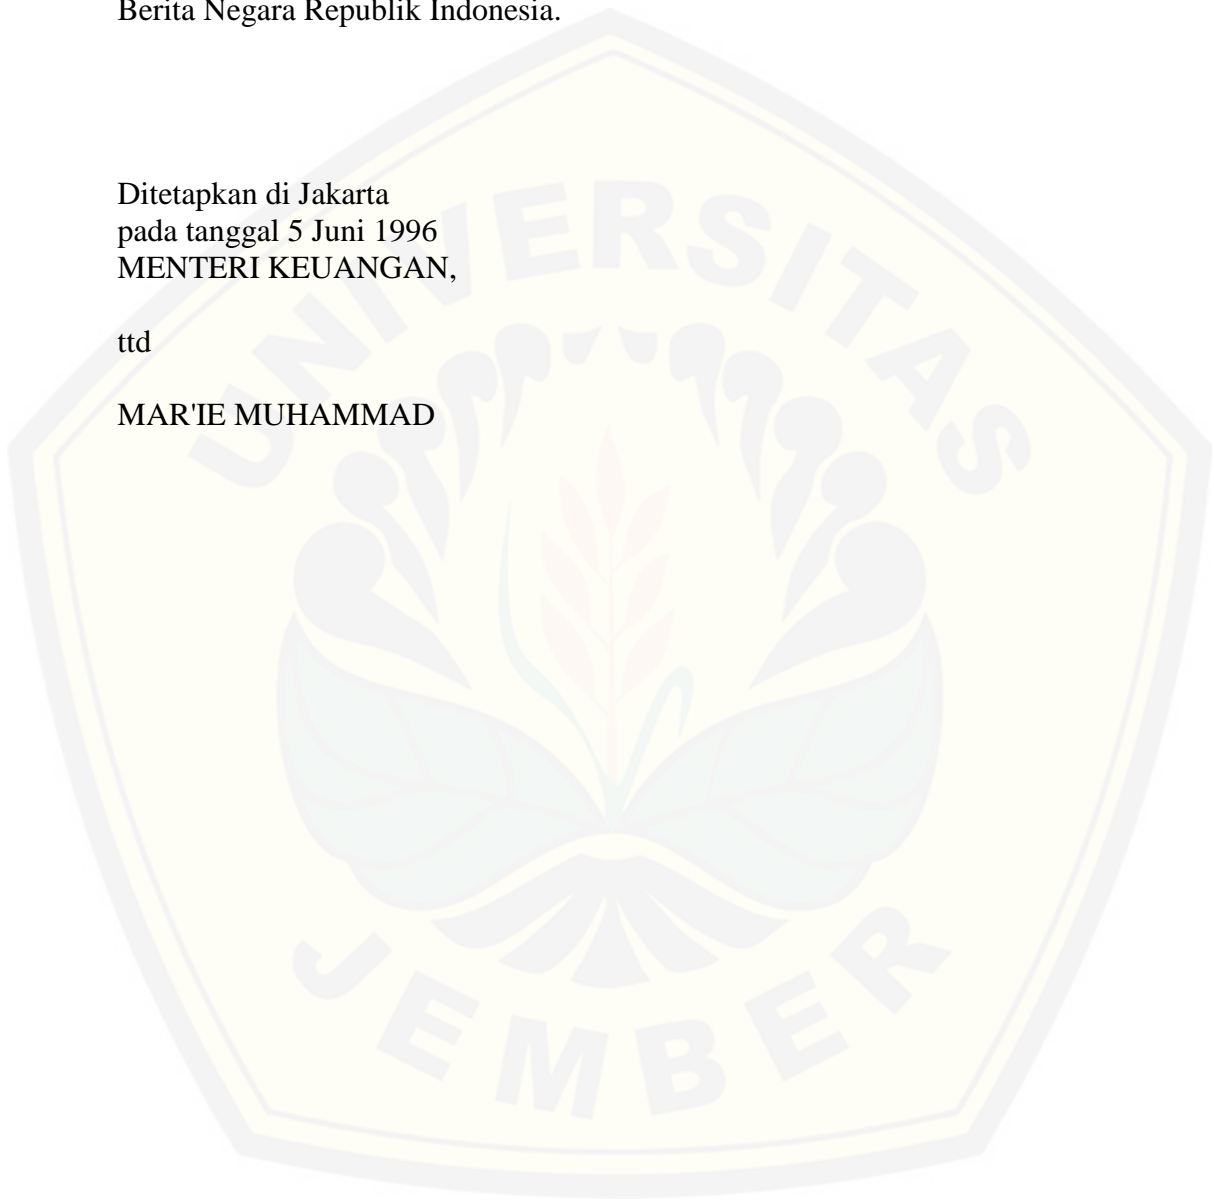 Berita Negara Republik Indonesia.
Ditetapkan di Jakarta
pada tanggal 5 Juni 1996
MENTERI KEUANGAN,
ttd
MAR'IE MUHAMMAD
UNIVERSITAS
JEMBER